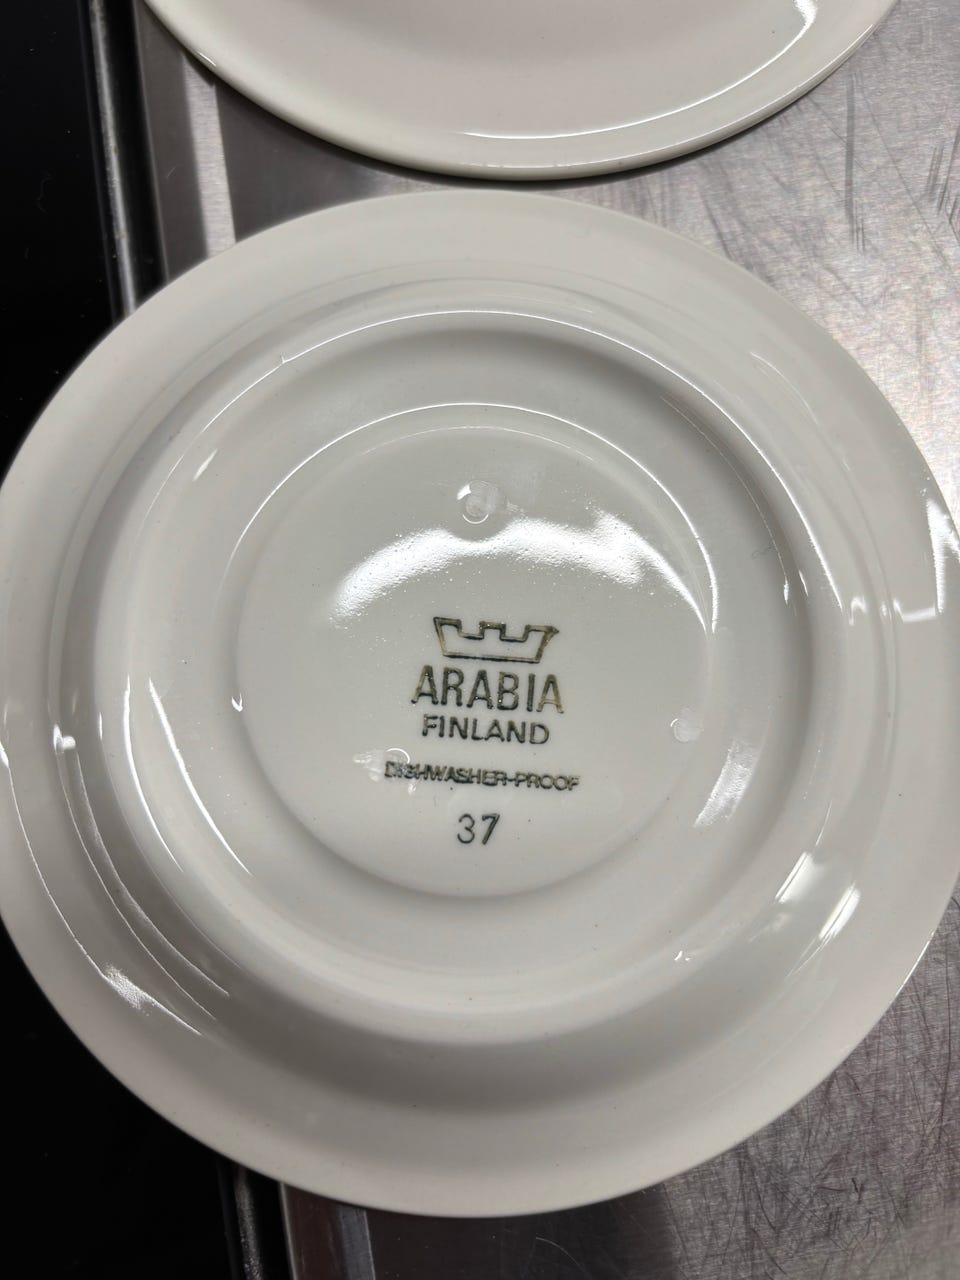 ARABIA
FINLAND
DISHWASHER-PROOF
37